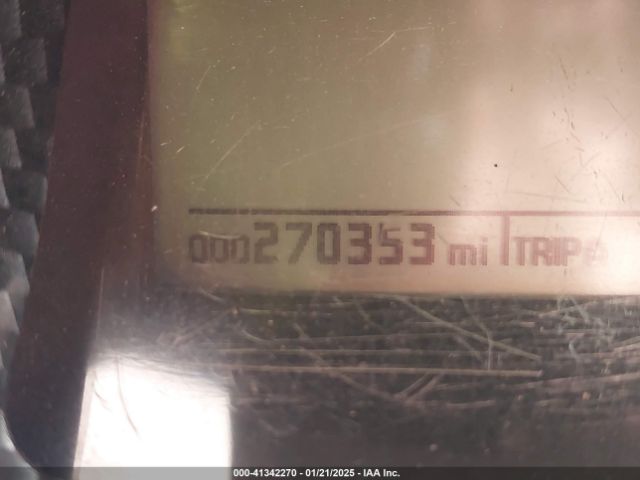 000270353 mi TRIP
000-41342270 - 01/21/2025 - IAA Inc.